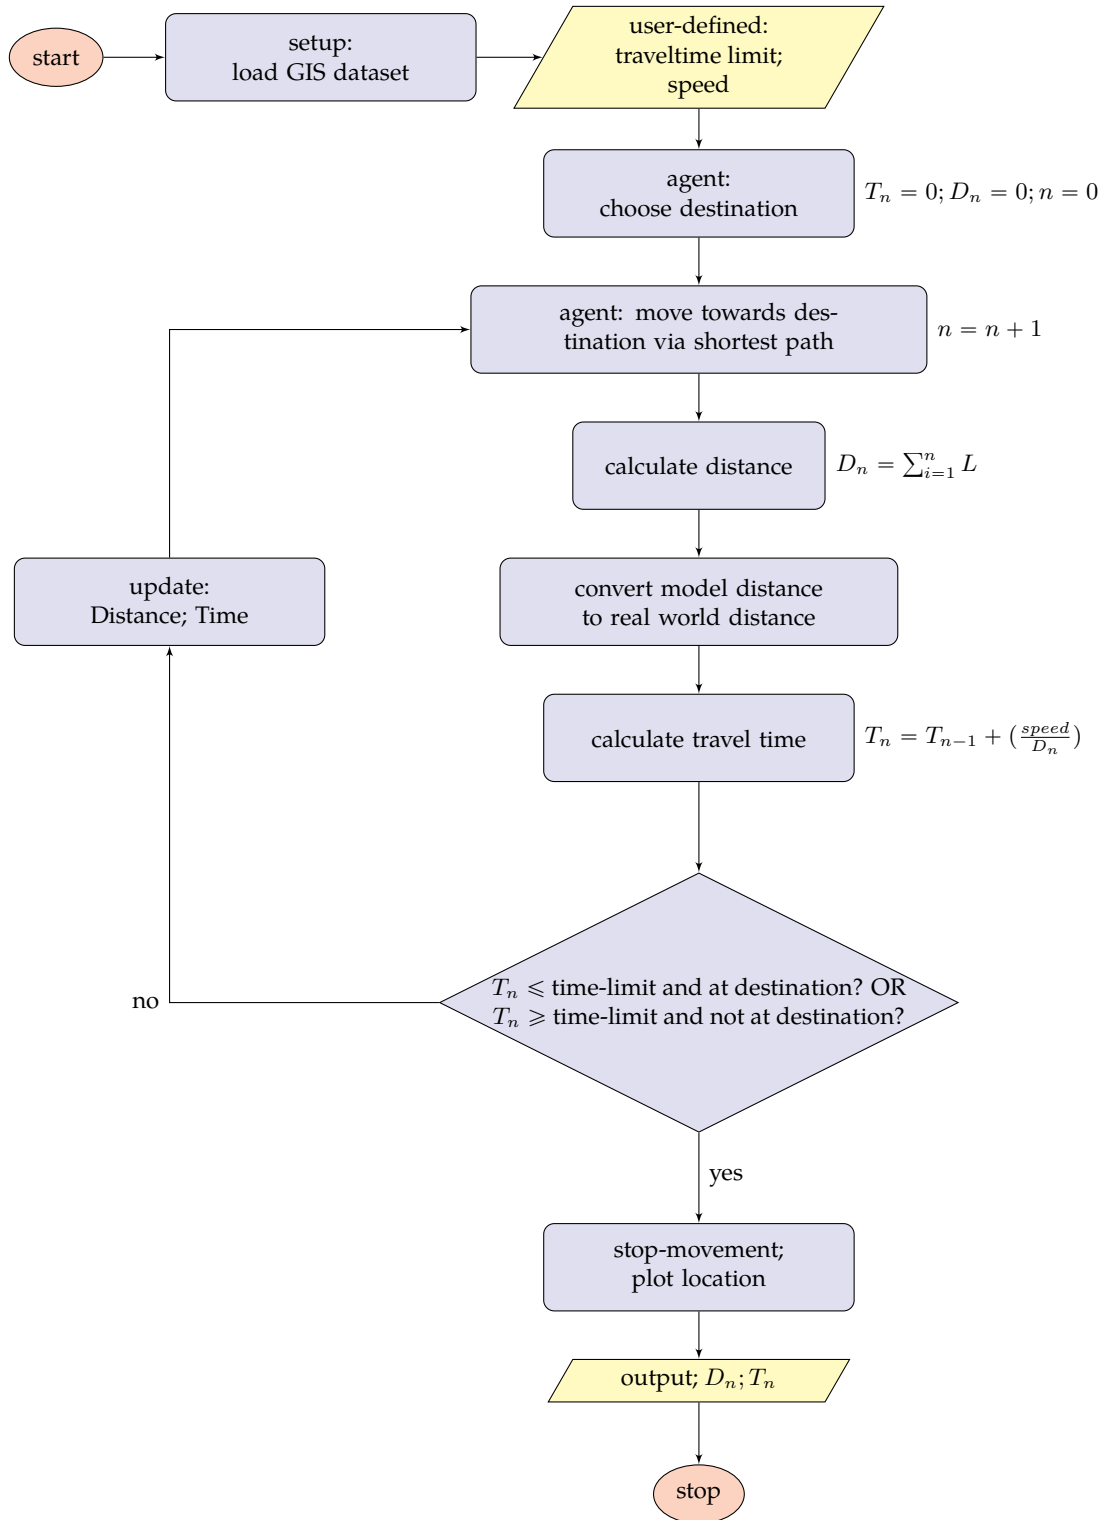 start
setup:
load GIS dataset
user-defined:
traveltime limit;
speed
agent:
choose destination
T_n = 0; D_n = 0; n = 0
agent: move towards des-
tination via shortest path
n = n + 1
calculate distance
D_n = ∑_{i=1}^{n} L
update:
Distance; Time
convert model distance
to real world distance
calculate travel time
T_n = T_{n−1} + (speed/D_n)
T_n ⩽ time-limit and at destination? OR
T_n ⩾ time-limit and not at destination?
no
yes
stop-movement;
plot location
output; D_n; T_n
stop